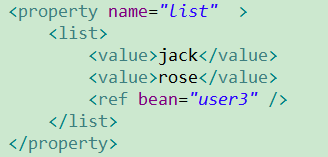 <property name="list"  >
    <list>
        <value>jack</value>
        <value>rose</value>
        <ref bean="user3" />
    </list>
</property>